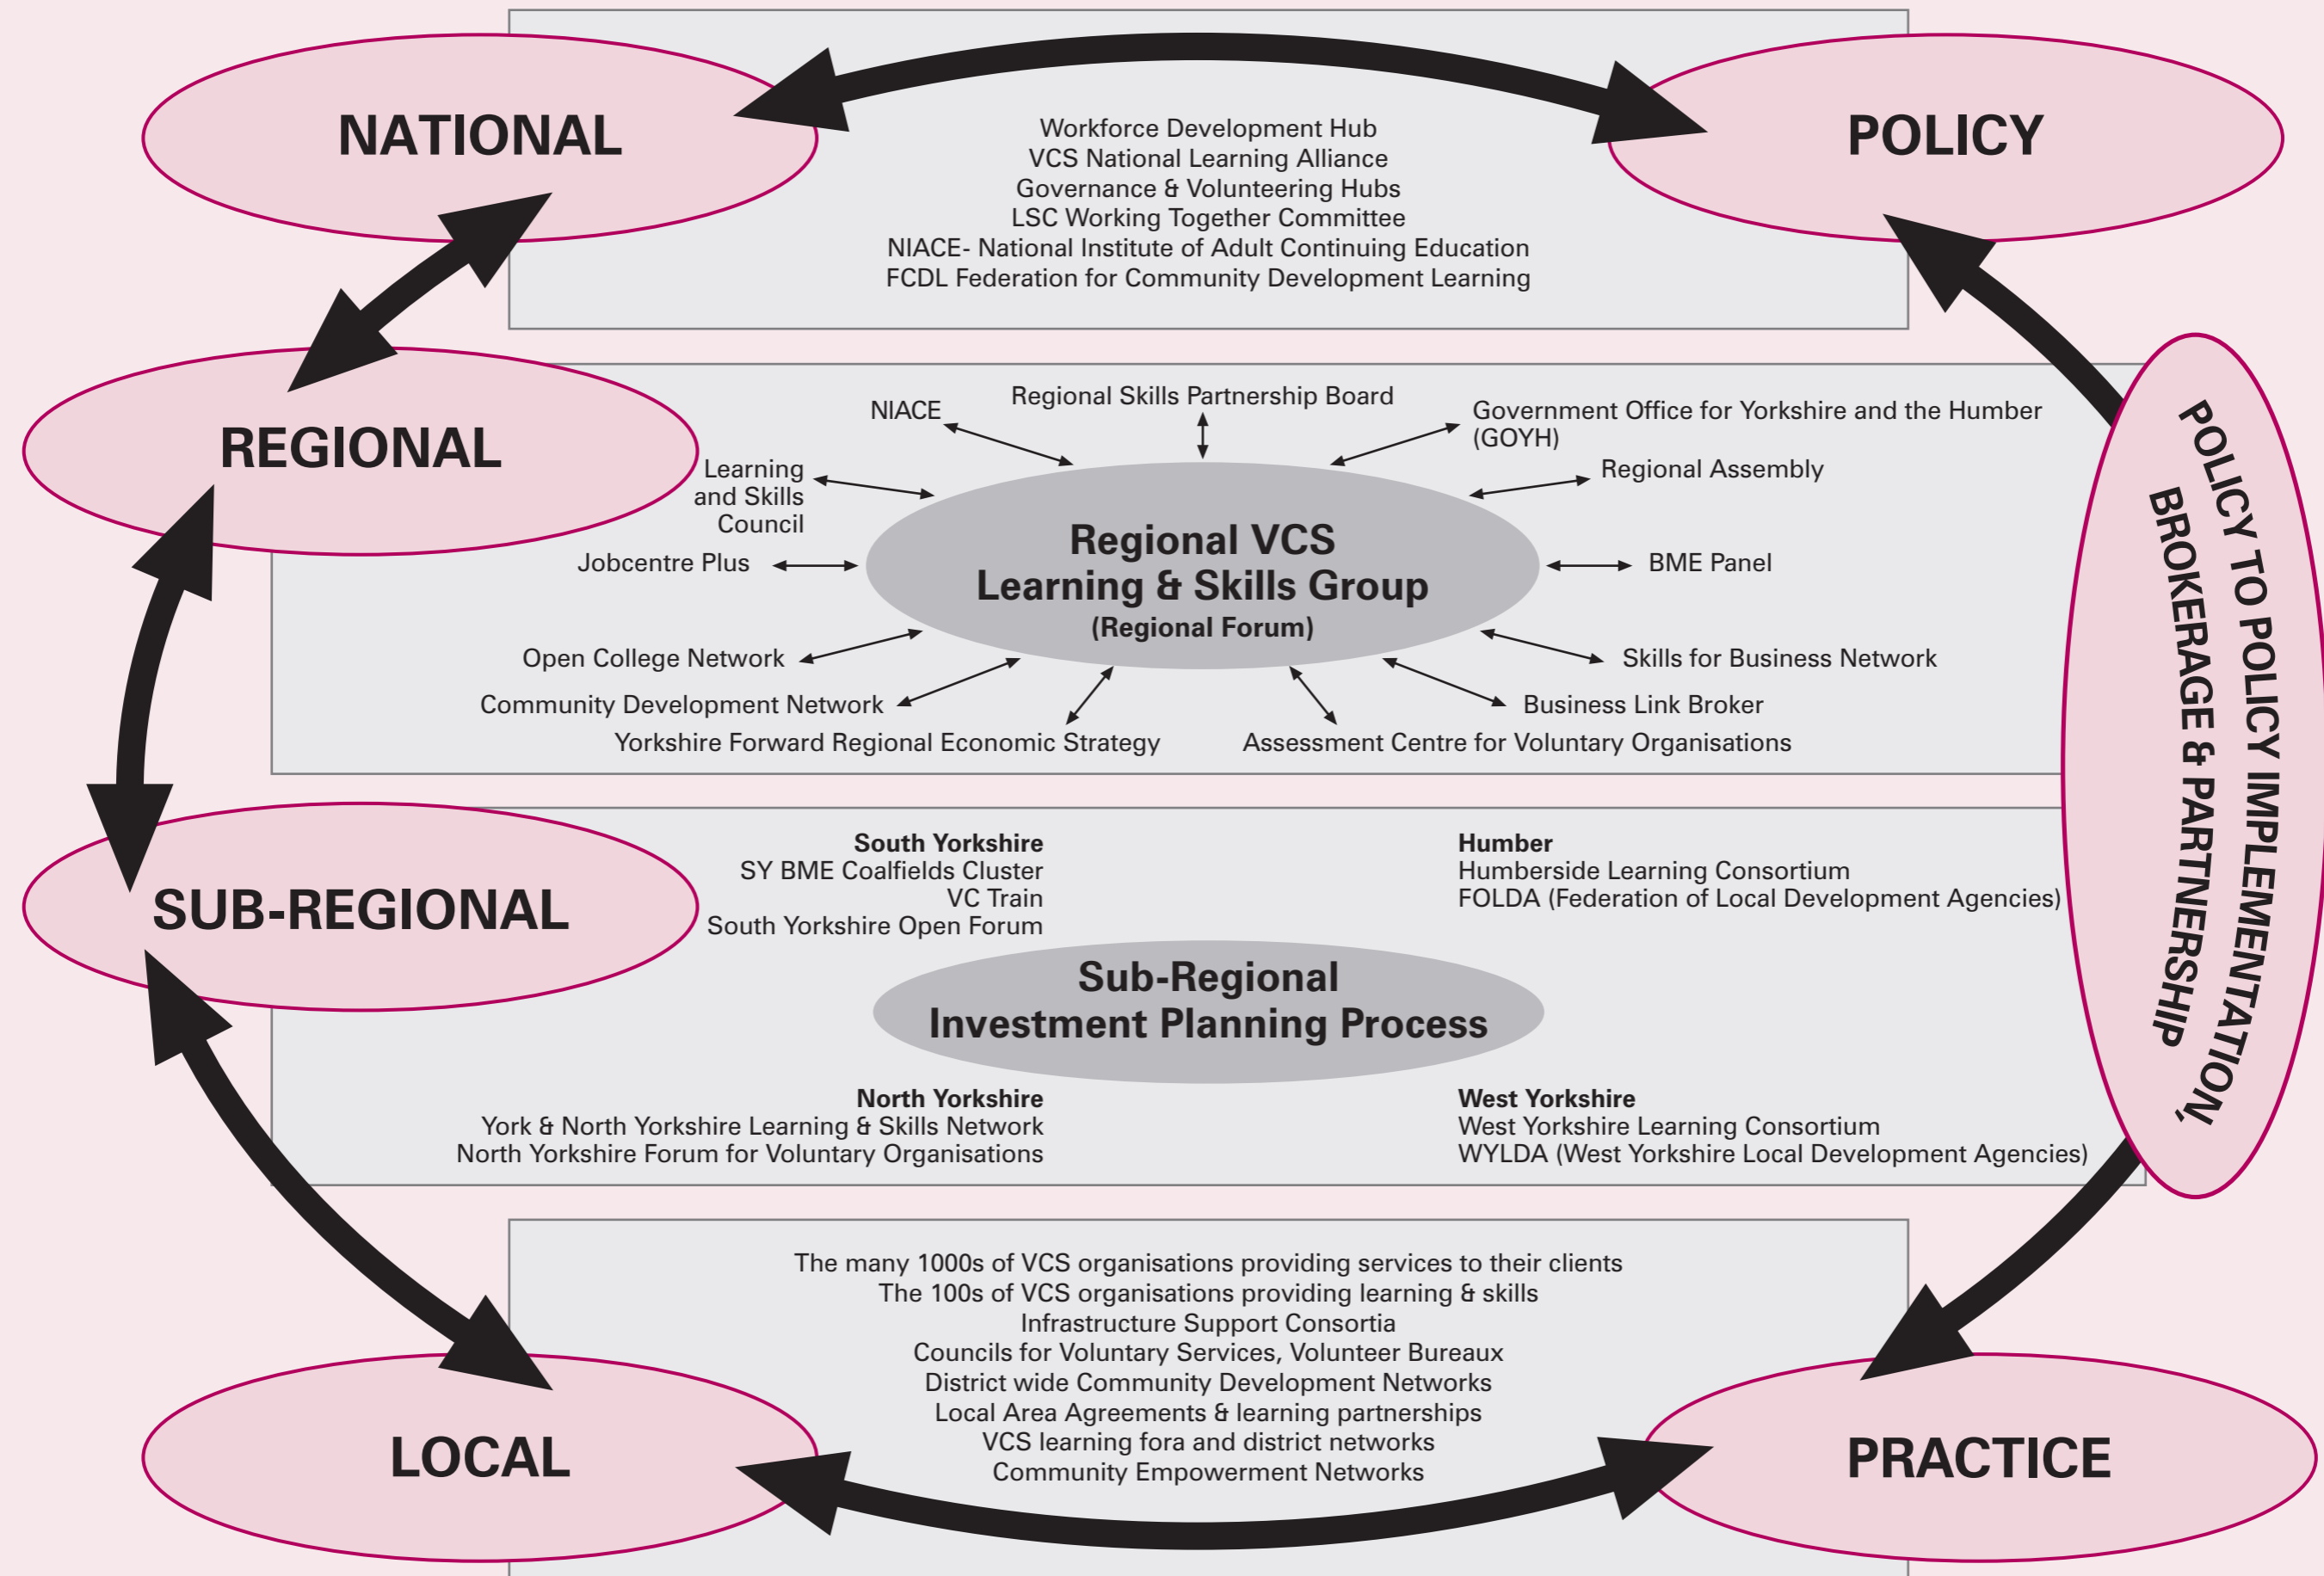 NATIONAL
POLICY
Workforce Development Hub
VCS National Learning Alliance
Governance & Volunteering Hubs
LSC Working Together Committee
NIACE- National Institute of Adult Continuing Education
FCDL Federation for Community Development Learning
REGIONAL
NIACE
Regional Skills Partnership Board
Government Office for Yorkshire and the Humber
(GOYH)
Learning
and Skills
Council
Regional Assembly
Regional VCS
Learning & Skills Group
(Regional Forum)
Jobcentre Plus
BME Panel
Open College Network
Skills for Business Network
Community Development Network
Business Link Broker
Yorkshire Forward Regional Economic Strategy
Assessment Centre for Voluntary Organisations
POLICY TO POLICY IMPLEMENTATION,
BROKERAGE & PARTNERSHIP
SUB-REGIONAL
South Yorkshire
SY BME Coalfields Cluster
VC Train
South Yorkshire Open Forum
Humber
Humberside Learning Consortium
FOLDA (Federation of Local Development Agencies)
Sub-Regional
Investment Planning Process
North Yorkshire
York & North Yorkshire Learning & Skills Network
North Yorkshire Forum for Voluntary Organisations
West Yorkshire
West Yorkshire Learning Consortium
WYLDA (West Yorkshire Local Development Agencies)
The many 1000s of VCS organisations providing services to their clients
The 100s of VCS organisations providing learning & skills
Infrastructure Support Consortia
Councils for Voluntary Services, Volunteer Bureaux
District wide Community Development Networks
Local Area Agreements & learning partnerships
VCS learning fora and district networks
Community Empowerment Networks
LOCAL
PRACTICE